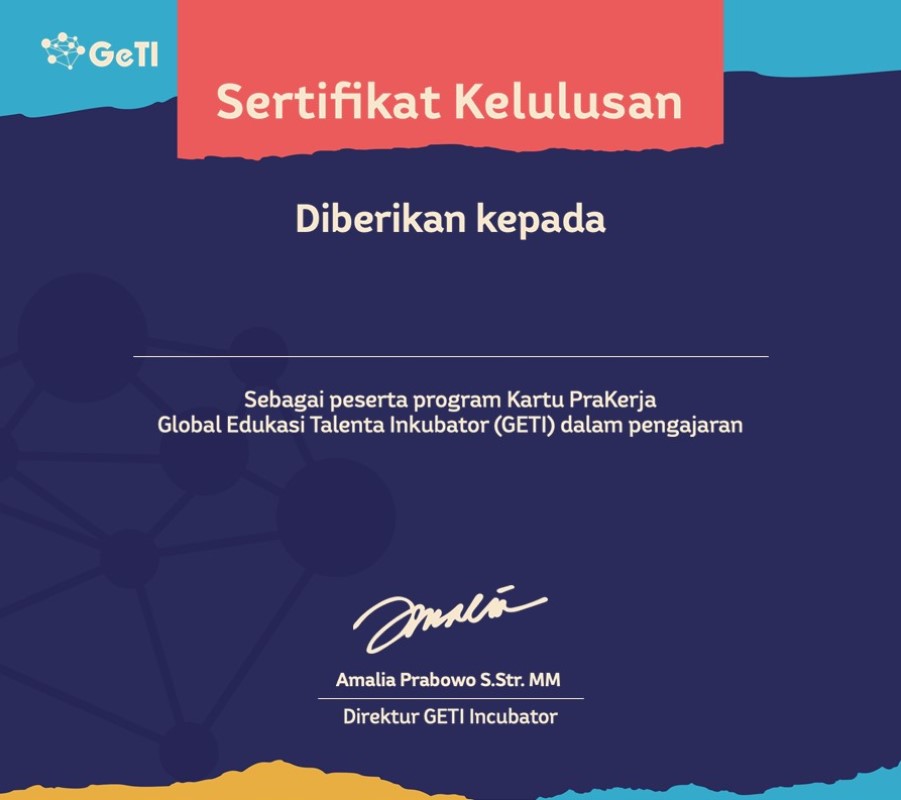 GeTI
Sertifikat Kelulusan
Diberikan kepada
Sebagai peserta program Kartu PraKerja
Global Edukasi Talenta Inkubator (GETI) dalam pengajaran
Amalia
Amalia Prabowo S.Str. MM
Direktur GETI Incubator